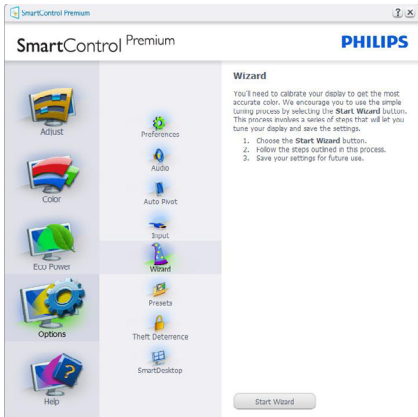 SmartControl Premium
SmartControl Premium
PHILIPS
Adjust
Color
Eco Power
Options
Help
Preferences
Audio
Auto Pivot
Input
Wizard
Presets
Theft Deterrence
SmartDesktop
Wizard
You'll need to calibrate your display to get the most
accurate color. We encourage you to use the simple
tuning process by selecting the Start Wizard button.
This process involves a series of steps that will let you
tune your display and save the settings.
1. Choose the Start Wizard button.
2. Follow the steps outlined in this process.
3. Save your settings for future use.
Start Wizard